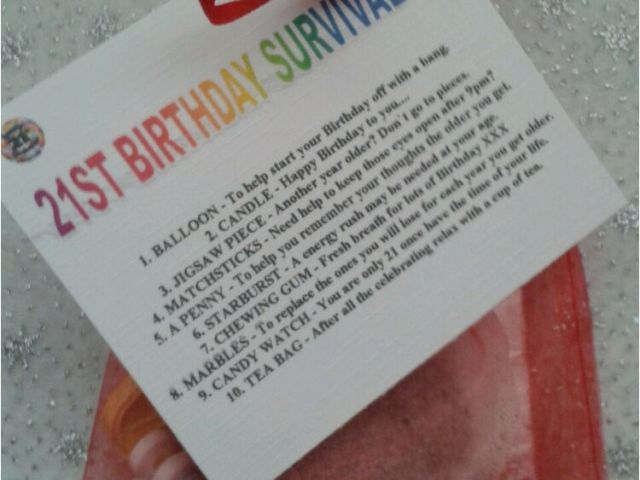 21ST BIRTHDAY SURVIVAL
1. BALLOON - To help start your Birthday off with a bang.
2. CANDLE - Happy Birthday to you....
3. JIGSAW PIECE - Another year older? Don't go to pieces.
4. MATCHSTICKS - Need help to keep those eyes open after 9pm?
5. A PENNY - To help you remember your thoughts the older you get.
6. STARBURST - A energy rush may be needed at your age.
7. CHEWING GUM - Fresh breath for lots of Birthday XXX
8. MARBLES - To replace the ones you will lose for each year you get older.
9. CANDY WATCH - You are only 21 once have the time of your life.
10. TEA BAG - After all the celebrating relax with a cup of tea.